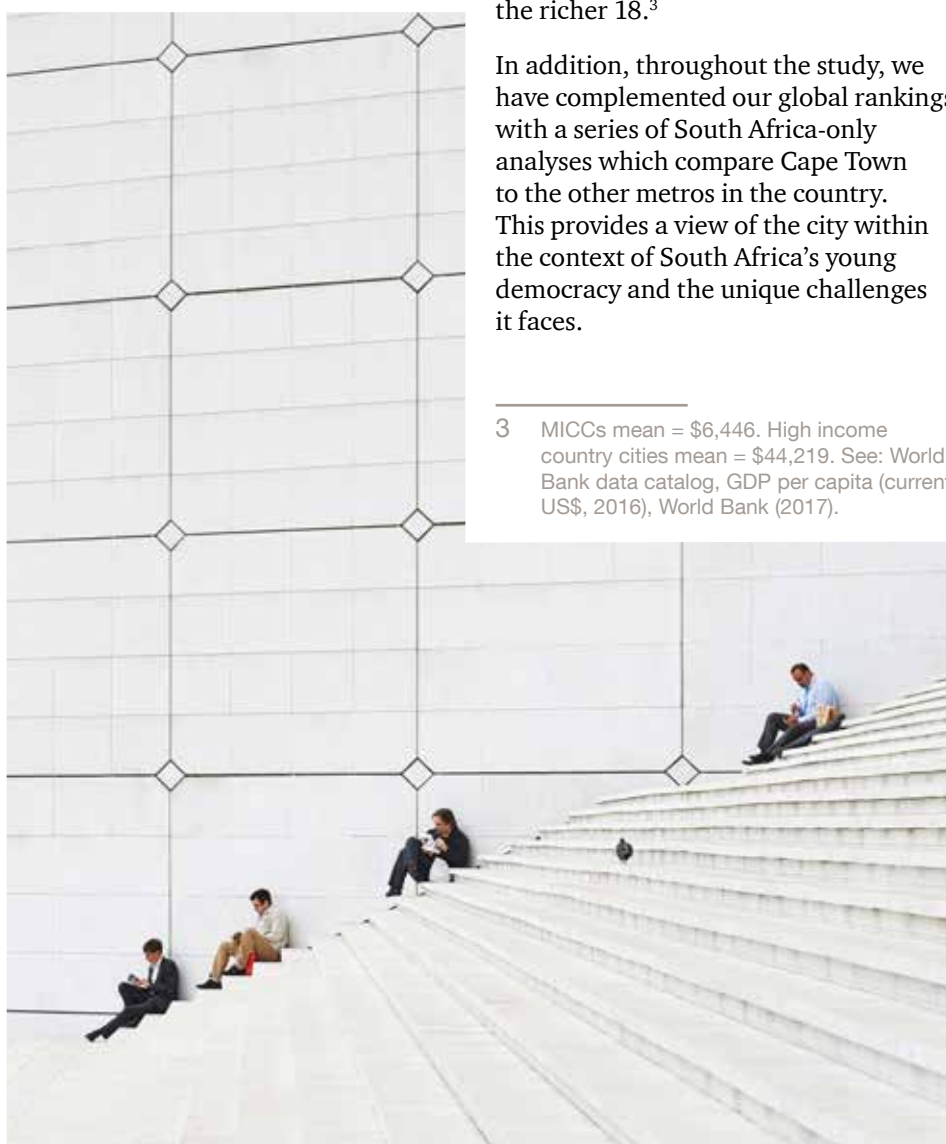 the richer 18.³
In addition, throughout the study, we
have complemented our global rankings
with a series of South Africa-only
analyses which compare Cape Town
to the other metros in the country.
This provides a view of the city within
the context of South Africa’s young
democracy and the unique challenges
it faces.
3 MICCs mean = $6,446. High income
country cities mean = $44,219. See: World
Bank data catalog, GDP per capita (current
US$, 2016), World Bank (2017).